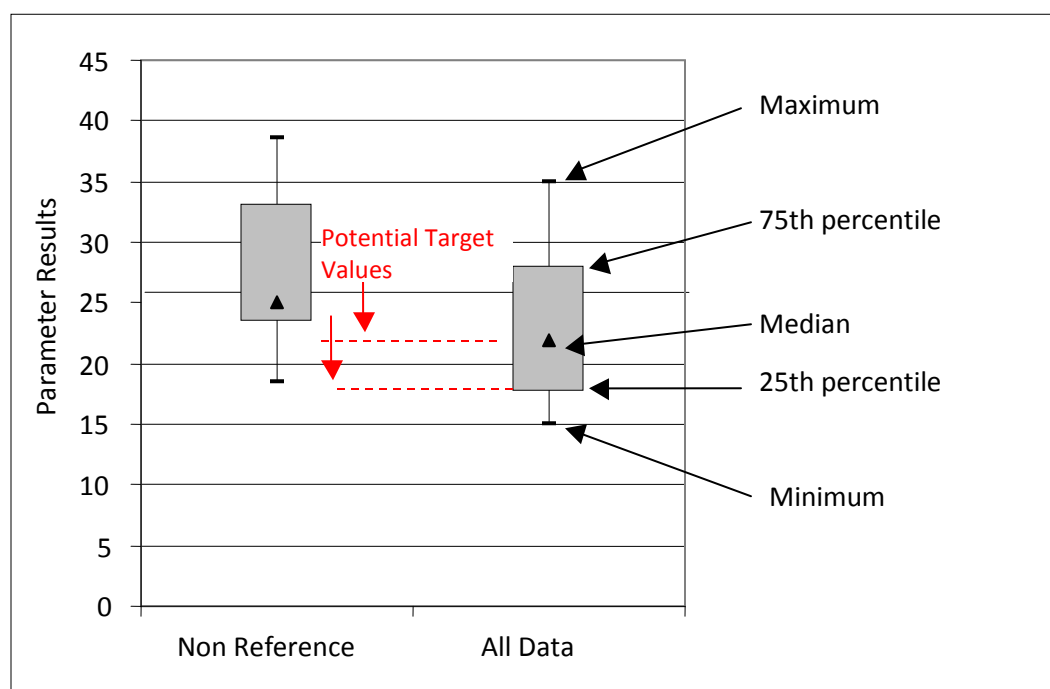 45
40
35
30
25
20
15
10
5
0
Parameter Results
Potential Target
Values
Maximum
75th percentile
Median
25th percentile
Minimum
Non Reference
All Data